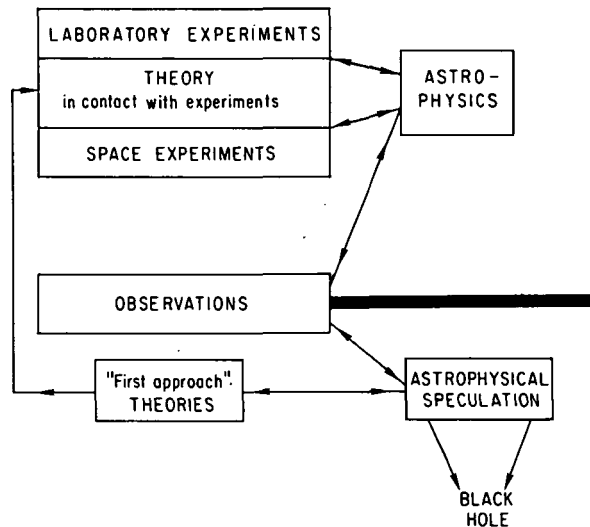 LABORATORY EXPERIMENTS
THEORY
in contact with experiments
SPACE EXPERIMENTS
ASTRO-
PHYSICS
OBSERVATIONS
"First approach".
THEORIES
ASTROPHYSICAL
SPECULATION
BLACK
HOLE